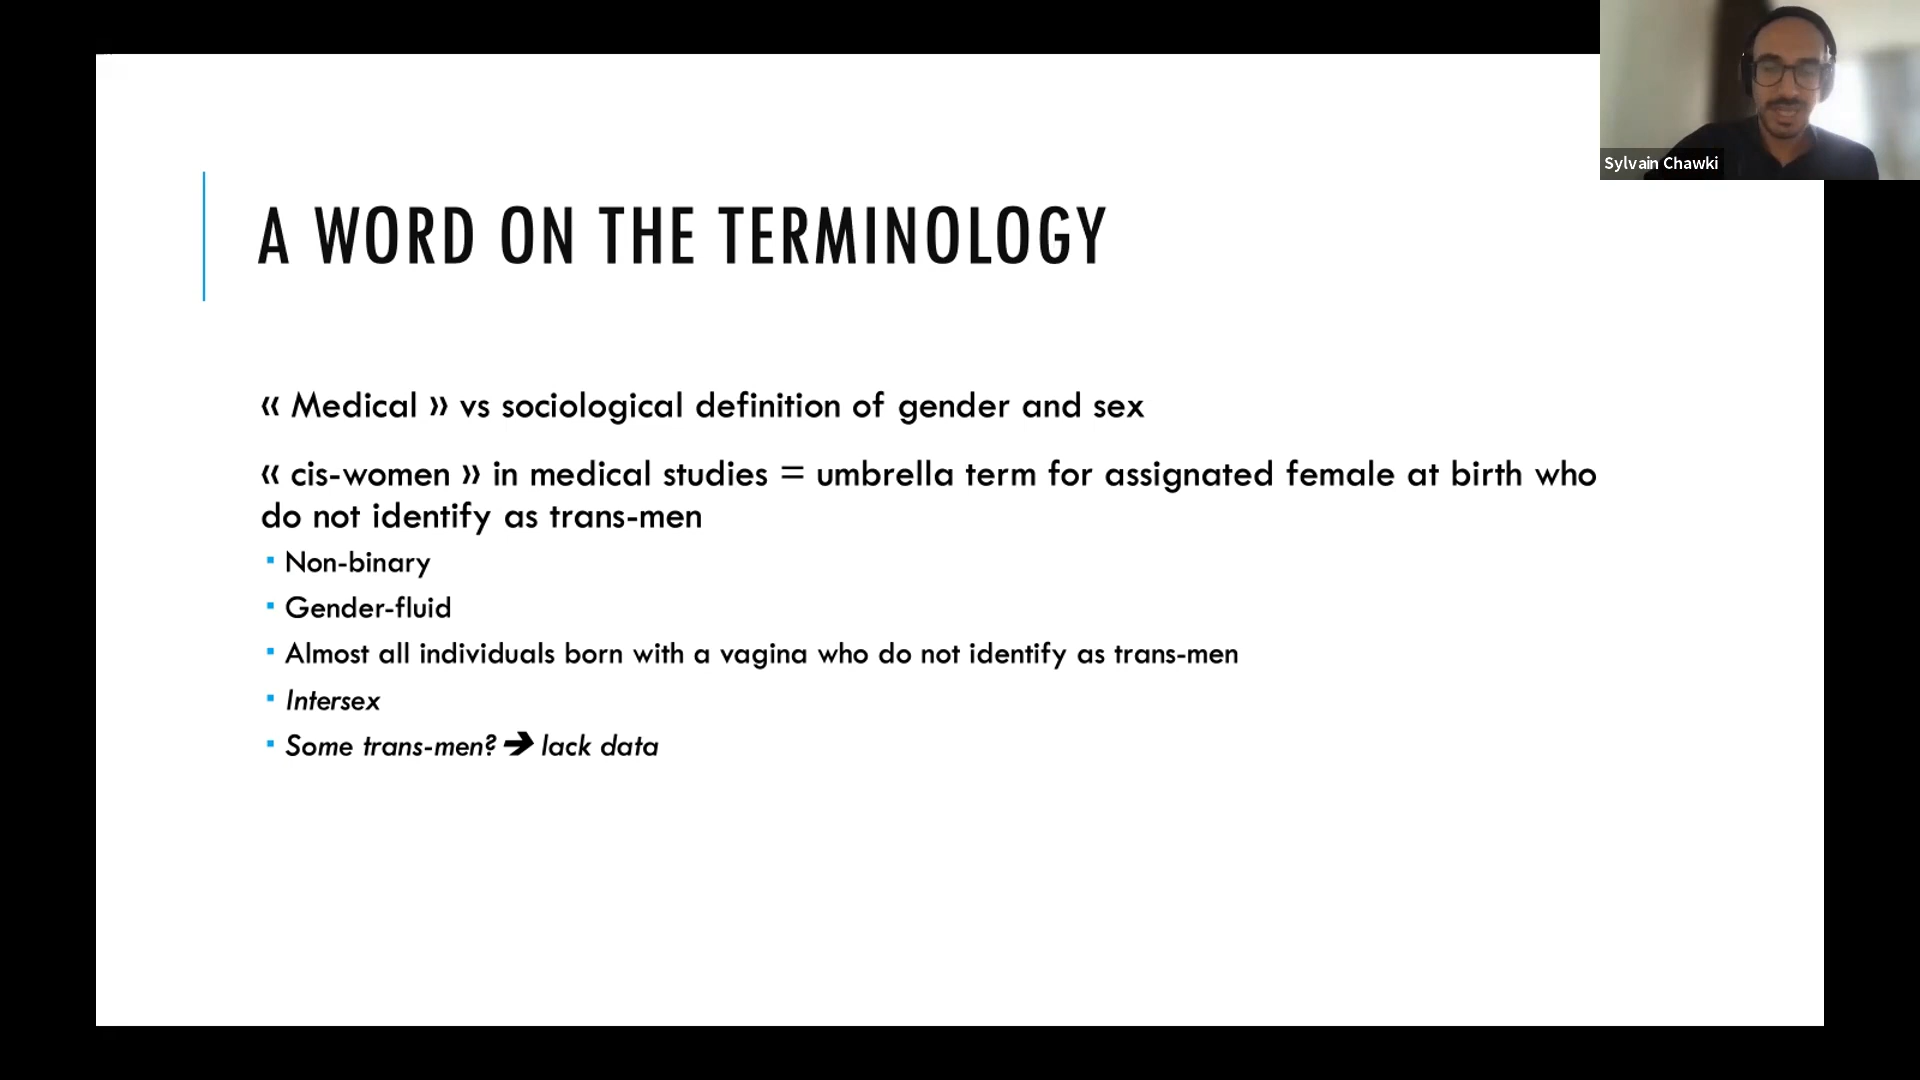 Sylvain Chawki
A WORD ON THE TERMINOLOGY
« Medical » vs sociological definition of gender and sex
« cis-women » in medical studies = umbrella term for assignated female at birth who
do not identify as trans-men
▪ Non-binary
▪ Gender-fluid
▪ Almost all individuals born with a vagina who do not identify as trans-men
▪ Intersex
▪ Some trans-men? ➔ lack data